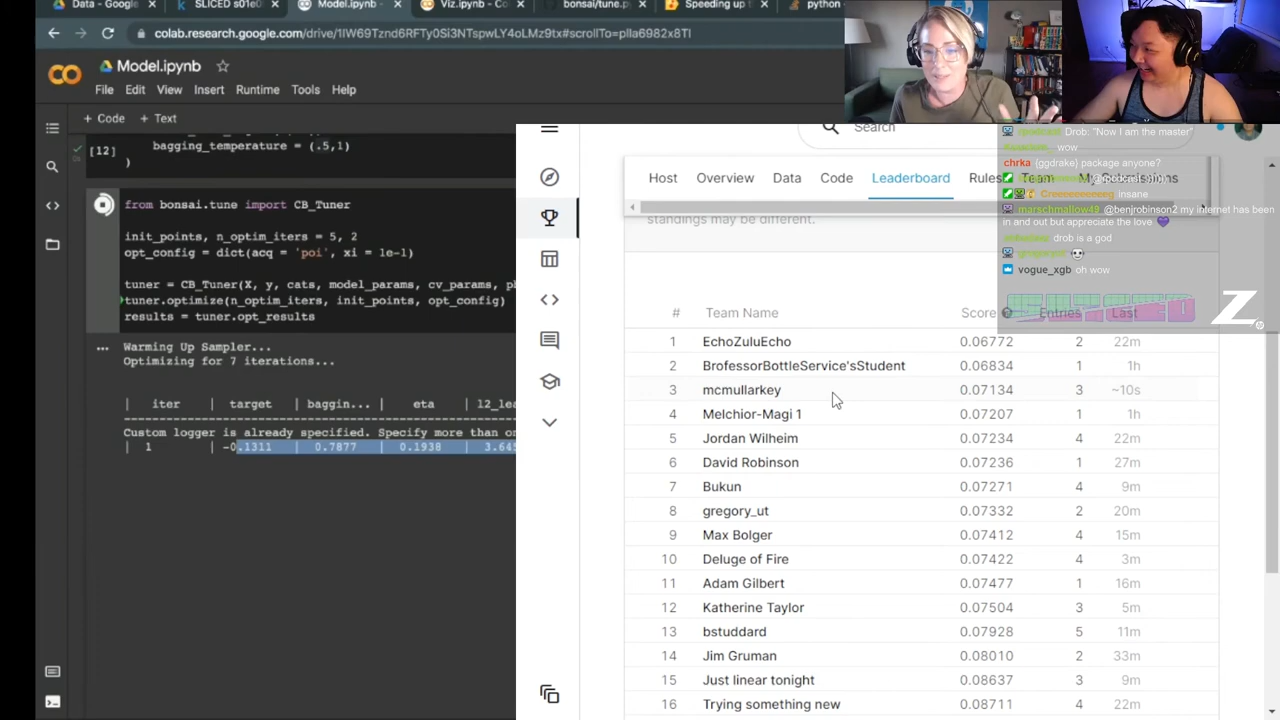 Data - Google
SLICED s01e0
Model.ipynb
Viz.ipynb - Co
bonsai/tune.p
Speeding up t
python
colab.research.google.com/drive/1IW69Tznd6RFTy0Si3NTspwLY4oLMz9tx#scrollTo=plIa6982x8TI
Model.ipynb
File Edit View Insert Runtime Tools Help
+ Code + Text
[12]
bagging_temperature = (.5,1)
)
from bonsai.tune import CB_Tuner
init_points, n_optim_iters = 5, 2
opt_config = dict(acq = 'poi', xi = 1e-1)
tuner = CB_Tuner(X, y, cats, model_params, cv_params, pb
tuner.optimize(n_optim_iters, init_points, opt_config)
results = tuner.opt_results
Warming Up Sampler...
Optimizing for 7 iterations...
| iter | target | baggin... | eta | l2_lea
Custom logger is already specified. Specify more than on
| 1 | -0.1311 | 0.7877 | 0.1938 | 3.645
Search
Host Overview Data Code Leaderboard Rules Team
standings may be different.
Drob: "Now I am the master"
wow
chrka (ggdrake) package anyone?
Insane
marschmallow49 @benjrobinson2 my internet has been
in and out but appreciate the love
drob is a god
vogue_xgb oh wow
SLICED
# Team Name Score Entries Last
1 EchoZuluEcho 0.06772 2 22m
2 BrofessorBottleService'sStudent 0.06834 1 1h
3 mcmullarkey 0.07134 3 ~10s
4 Melchior-Magi 1 0.07207 1 1h
5 Jordan Wilheim 0.07234 4 22m
6 David Robinson 0.07236 1 27m
7 Bukun 0.07271 4 9m
8 gregory_ut 0.07332 2 20m
9 Max Bolger 0.07412 4 15m
10 Deluge of Fire 0.07422 4 3m
11 Adam Gilbert 0.07477 1 16m
12 Katherine Taylor 0.07504 3 5m
13 bstuddard 0.07928 5 11m
14 Jim Gruman 0.08010 2 33m
15 Just linear tonight 0.08637 3 9m
16 Trying something new 0.08711 4 22m